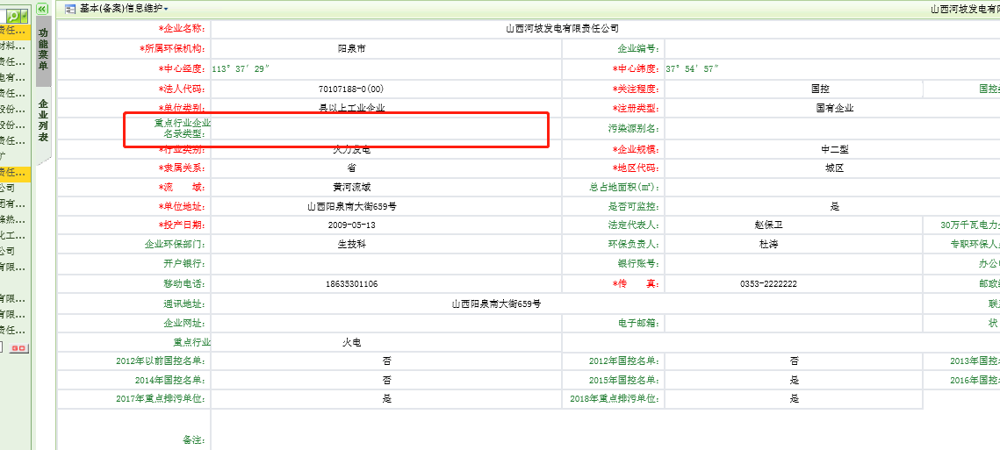 基本(备案)信息维护
山西河坡发电有限
责任...
材料...
责任...
电有...
责任...
股份...
股份...
责任...
矿
责任...
公司
团有...
峰热...
化工...
公司
有限...
有限...
有限...
责任...
功能菜单
企业列表
*企业名称: 山西河坡发电有限责任公司
*所属环保机构: 阳泉市 企业编号:
*中心经度: 113° 37′ 29″ *中心纬度: 37° 54′ 57″
*法人代码: 70107188-0(00) *关注程度: 国控 国控
*单位类别: 县以上工业企业 *注册类型: 国有企业
重点行业企业
名录类型: 污染源别名:
*行业类别: 火力发电 *企业规模: 中二型
*隶属关系: 省 *地区代码: 城区
*流 域: 黄河流域 总占地面积(㎡):
*单位地址: 山西阳泉南大街659号 是否可监控: 是
*投产日期: 2009-05-13 法定代表人: 赵保卫 30万千瓦电力
企业环保部门: 生技科 环保负责人: 杜涛 专职环保人
开户银行: 银行账号: 办公
移动电话: 18635301106 *传 真: 0353-2222222 邮政
通讯地址: 山西阳泉南大街659号 联
企业网址: 电子邮箱: 状
重点行业 火电
2012年以前国控名单: 否 2012年国控名单: 否 2013年国控
2014年国控名单: 否 2015年国控名单: 是 2016年国控
2017年重点排污单位: 是 2018年重点排污单位: 是
备注: